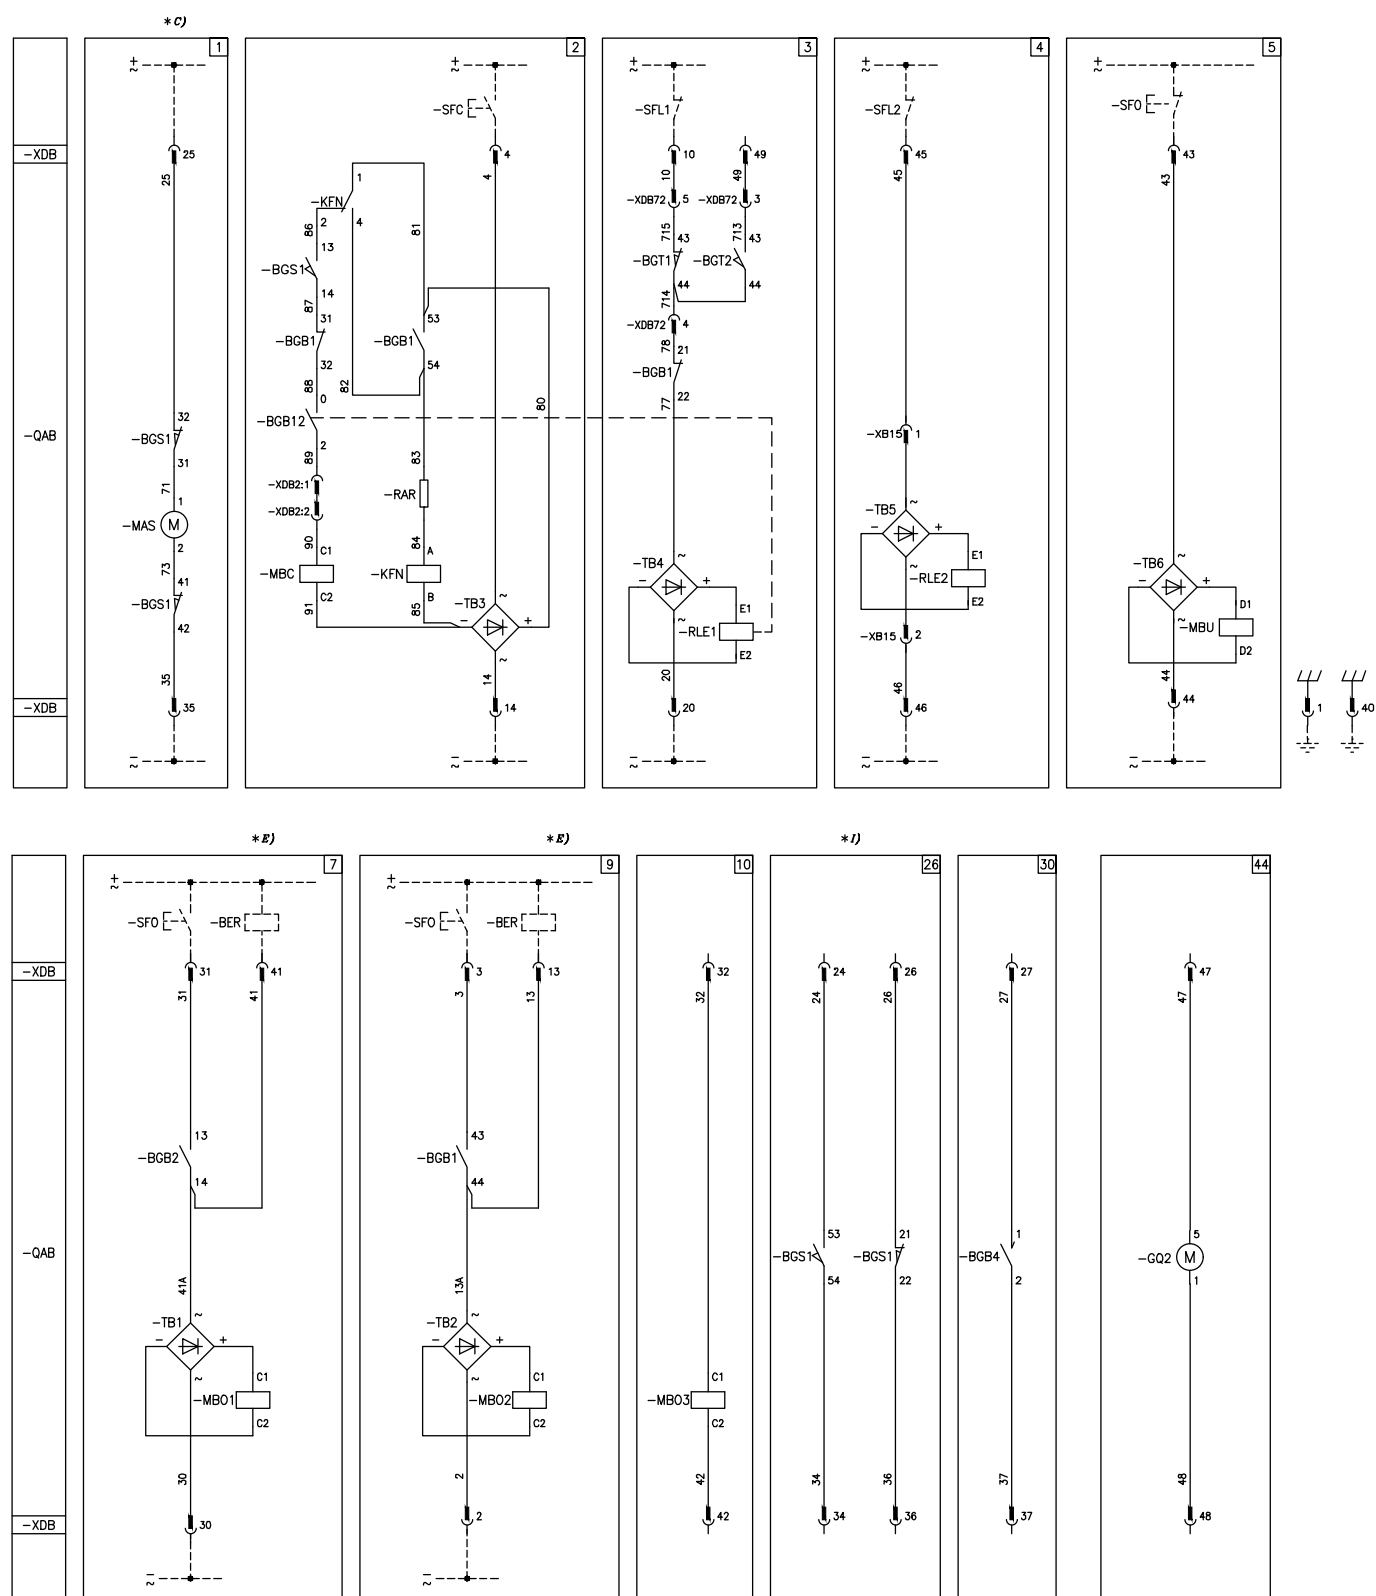 *C)
1
2
3
4
5
+
~
+
~
+
~
+
~
+
~
-SFC
-SFL1
-SFL2
-SFO
-XDB
25
4
10
49
45
43
25
4
10
49
45
43
1
-KFN
-XDB72
5
-XDB72
3
86
2
4
81
715
43
713
43
13
-BGS1
-BGT1
-BGT2
14
44
44
87
714
31
53
-XDB72
4
-BGB1
-BGB1
78
21
32
54
-BGB1
88
82
0
80
77
22
32
-BGB12
-QAB
-BGS1
2
-XB15
1
31
89
83
71
1
-XDB2:1
-RAR
-MAS
M
-XDB2:2
-TB5
~
2
90
84
- +
73
C1
A
-TB4
~
~
E1
-TB6
~
41
-MBC
-KFN
- +
-RLE2
- +
-BGS1
C2
B
E2
91
85
-TB3
~
E1
D1
42
- +
~
-RLE1
-XB15
2
~
-MBU
~
E2
D2
35
14
20
46
44
-XDB
35
14
20
46
44
1
40
-
~
-
~
-
~
-
~
-
~
*E)
*E)
*I)
7
9
10
26
30
44
+
~
+
~
-SFO
-BER
-SFO
-BER
-XDB
31
41
3
13
32
24
26
27
47
31
41
3
13
32
24
26
27
47
13
43
-BGB2
-BGB1
14
44
53
21
1
5
-QAB
-BGS1
-BGS1
-BGB4
-GQ2
M
41A
13A
54
22
2
1
-TB1
~
-TB2
~
- +
- +
~
C1
~
C1
C1
-MBO1
-MBO2
-MBO3
C2
C2
C2
30
2
42
34
36
37
48
-XDB
30
2
42
34
36
37
48
-
~
-
~